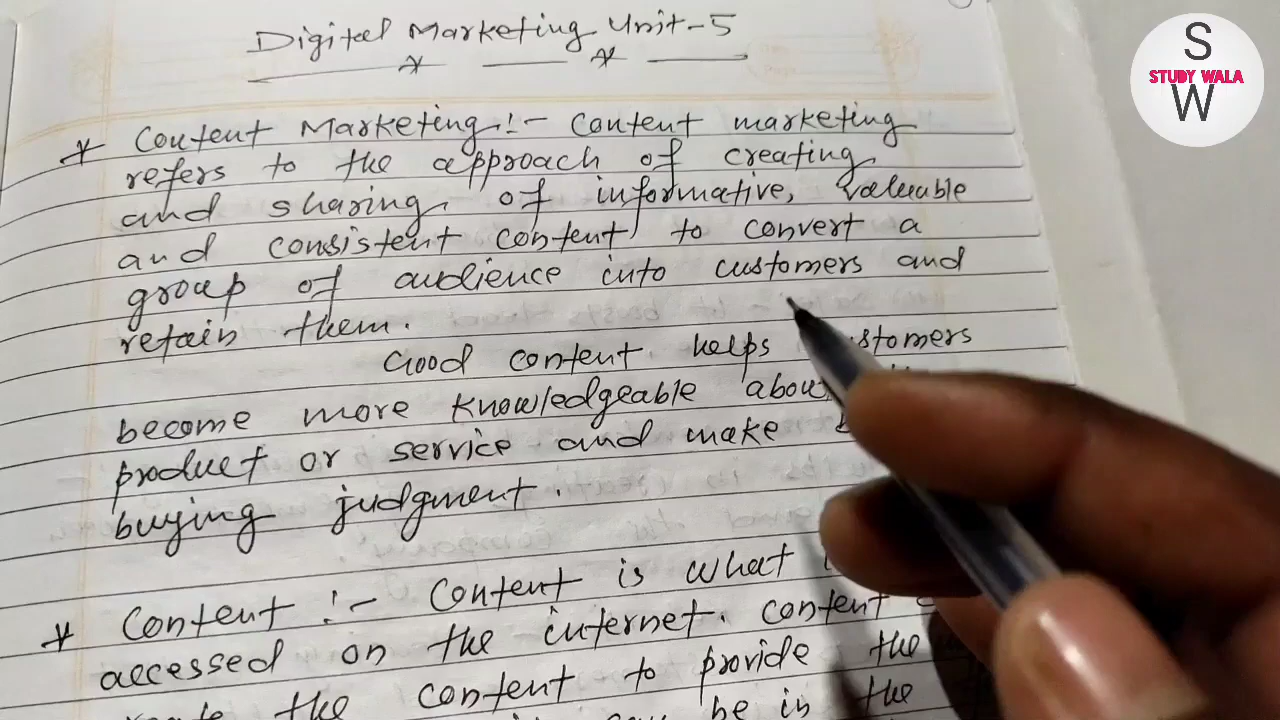 Digital Marketing Unit-5
S
STUDY WALA
W
* Content Marketing:- Content marketing
refers to the approach of creating
and sharing of informative, valuable
and consistent content to convert a
group of audience into customers and
retain them.
Good content helps
become more knowledgeable about
product or service and make
buying judgment.
* Content :- Content is what
accessed on the internet. Content
the content to provide the
be in the